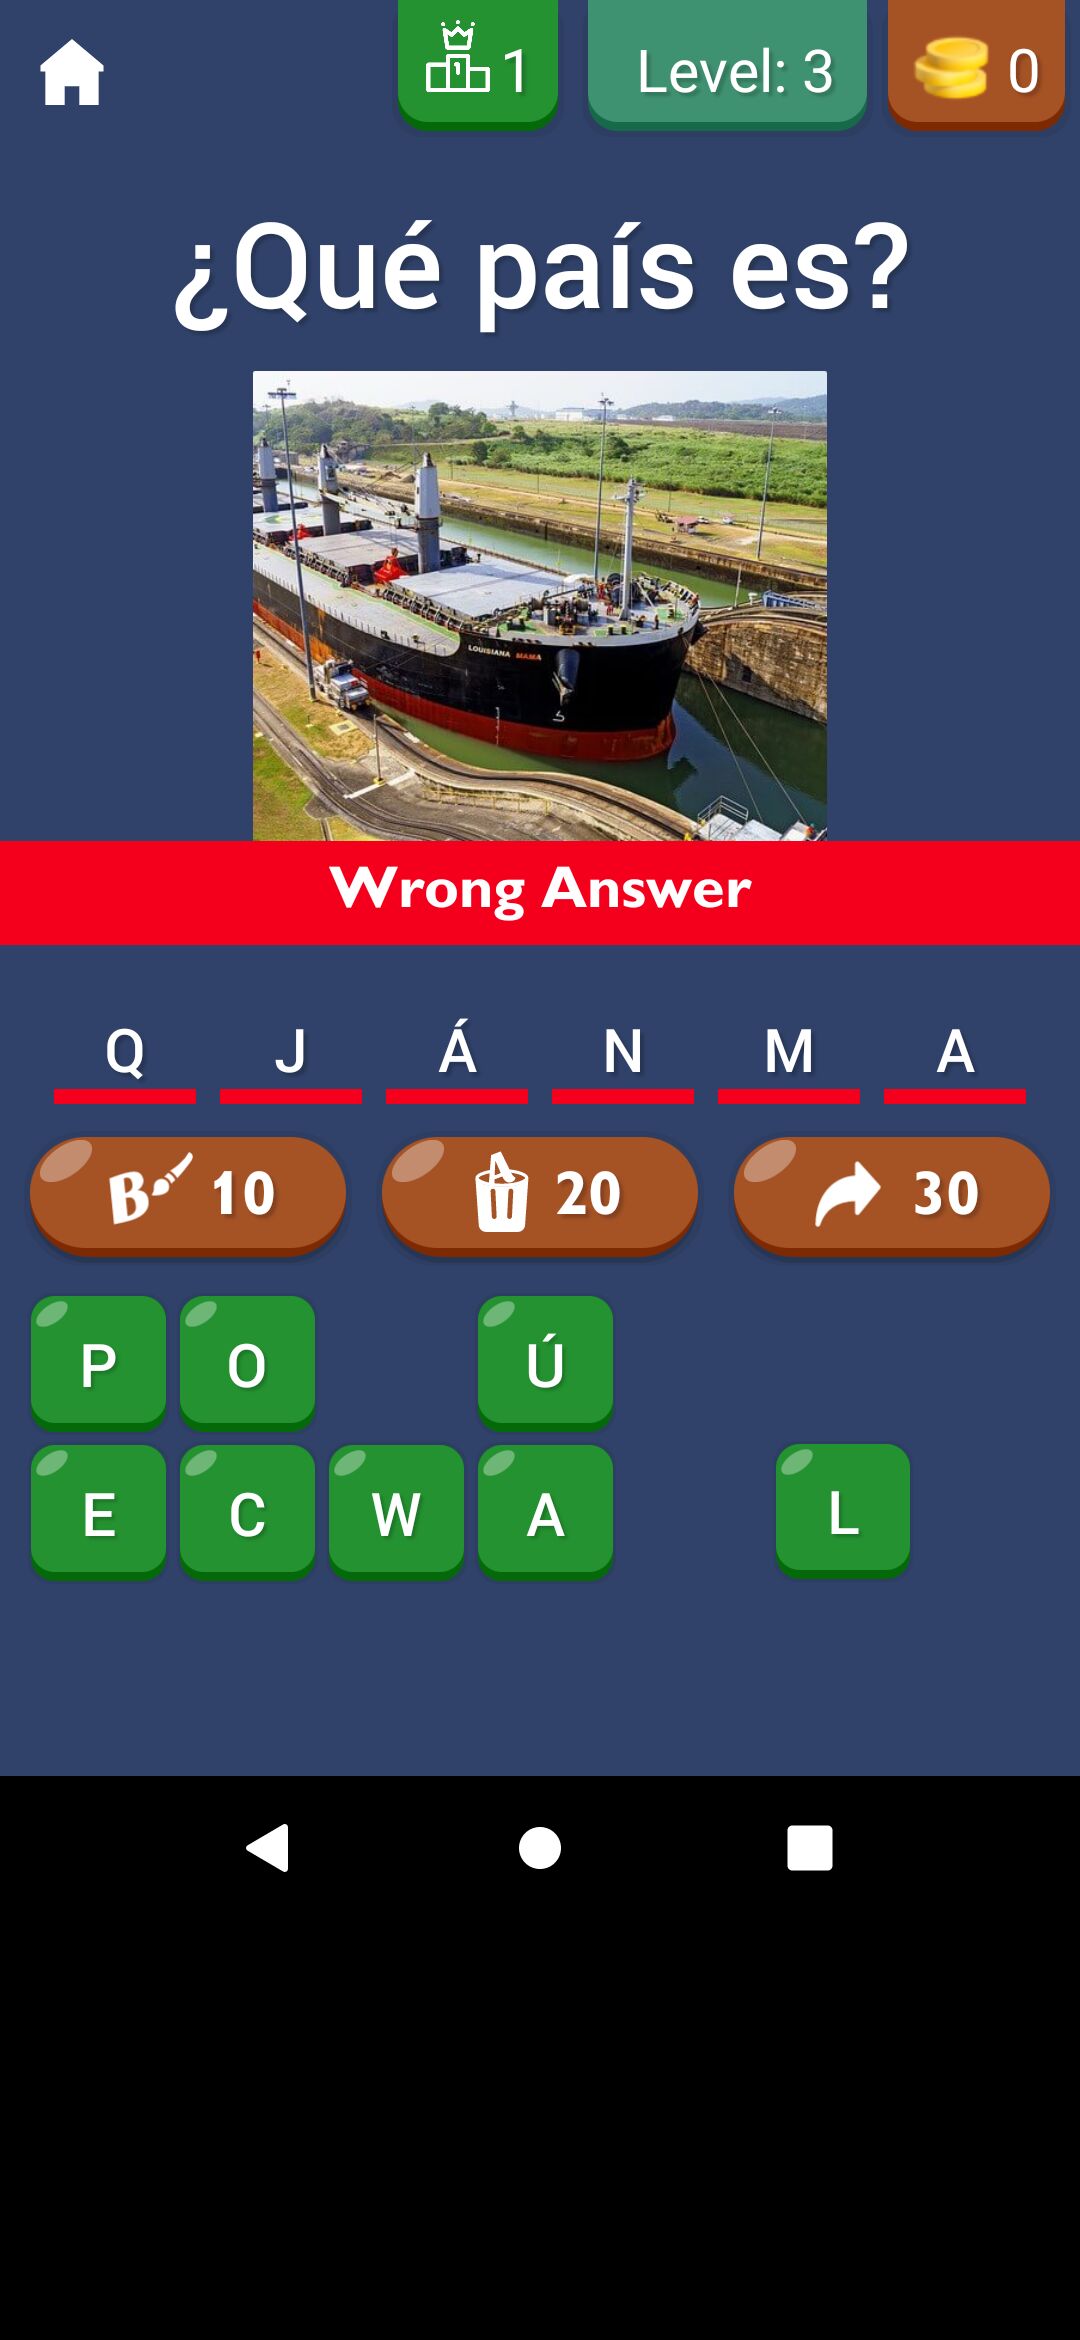 1
Level: 3
0
¿Qué país es?
LOUISIANA MAMA
Wrong Answer
Q J Á N M A
B 10
20
30
P O Ú
E C W A L